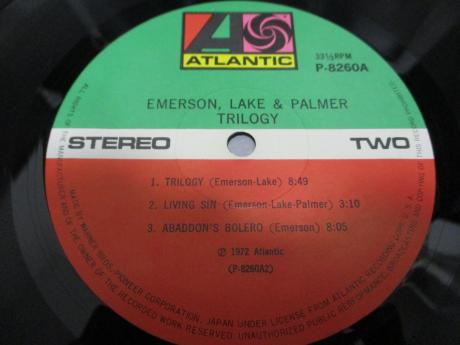 ATLANTIC
33⅓RPM
P-8260A
EMERSON, LAKE & PALMER
TRILOGY
STEREO
TWO
1. TRILOGY (Emerson-Lake) 8:49
2. LIVING SIN (Emerson-Lake-Palmer) 3:10
3. ABADDON'S BOLERO (Emerson) 8:05
℗ 1972 Atlantic
(P-8260A2)
ALL RIGHTS OF THE MANUFACTURER AND OF THE OWNER OF THE RECORDED WORK RESERVED. UNAUTHORIZED PUBLIC PERFORMANCE, BROADCASTING AND COPYING OF THIS RECORD PROHIBITED
MADE BY WARNER BROS.-PIONEER CORPORATION, JAPAN UNDER LICENSE FROM ATLANTIC RECORDING CORP., U.S.A.